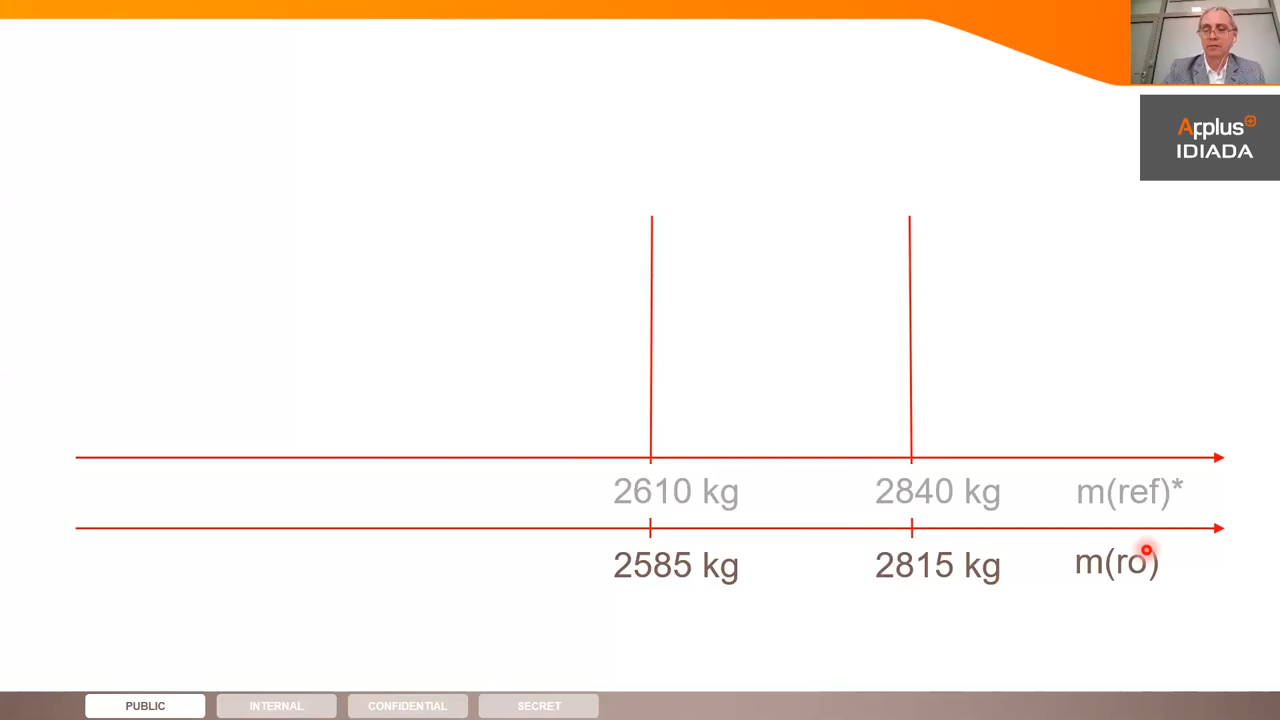 Applus+
IDIADA
2610 kg 2840 kg m(ref)*
2585 kg 2815 kg m(ro)
PUBLIC INTERNAL CONFIDENTIAL SECRET